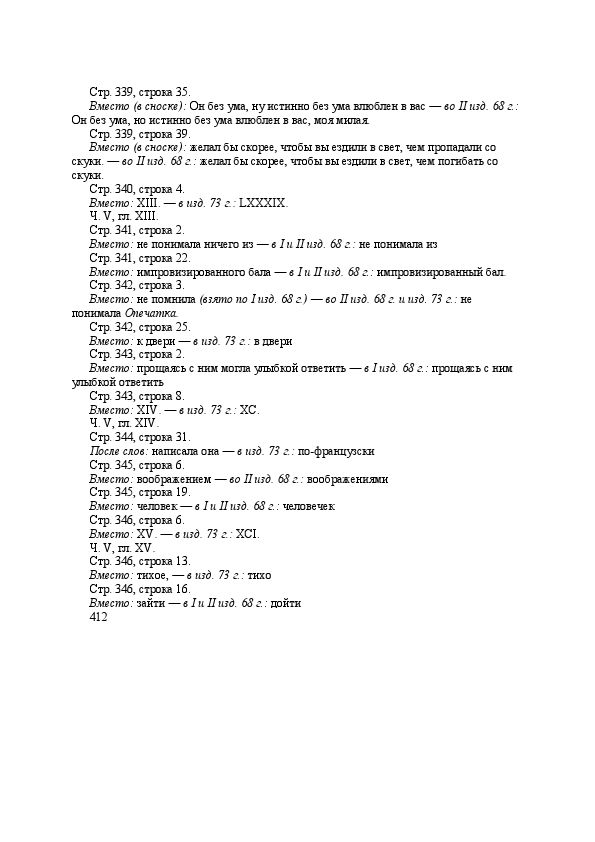 Стр. 339, строка 35.
Вместо (в сноске): Он без ума, ну истинно без ума влюблен в вас — во II изд. 68 г.:
Он без ума, но истинно без ума влюблен в вас, моя милая.
Стр. 339, строка 39.
Вместо (в сноске): желал бы скорее, чтобы вы ездили в свет, чем пропадали со
скуки. — во II изд. 68 г.: желал бы скорее, чтобы вы ездили в свет, чем погибать со
скуки.
Стр. 340, строка 4.
Вместо: XIII. — в изд. 73 г.: LXXXIX.
Ч. V, гл. XIII.
Стр. 341, строка 2.
Вместо: не понимала ничего из — в I и II изд. 68 г.: не понимала из
Стр. 341, строка 22.
Вместо: импровизированного бала — в I и II изд. 68 г.: импровизированный бал.
Стр. 342, строка 3.
Вместо: не помнила (взято по I изд. 68 г.) — во II изд. 68 г. и изд. 73 г.: не
понимала Опечатка.
Стр. 342, строка 25.
Вместо: к двери — в изд. 73 г.: в двери
Стр. 343, строка 2.
Вместо: прощаясь с ним могла улыбкой ответить — в I изд. 68 г.: прощаясь с ним
улыбкой ответить
Стр. 343, строка 8.
Вместо: XIV. — в изд. 73 г.: XC.
Ч. V, гл. XIV.
Стр. 344, строка 31.
После слов: написала она — в изд. 73 г.: по-французски
Стр. 345, строка 6.
Вместо: воображением — во II изд. 68 г.: воображениями
Стр. 345, строка 19.
Вместо: человек — в I и II изд. 68 г.: человечек
Стр. 346, строка 6.
Вместо: XV. — в изд. 73 г.: XCI.
Ч. V, гл. XV.
Стр. 346, строка 13.
Вместо: тихое, — в изд. 73 г.: тихо
Стр. 346, строка 16.
Вместо: зайти — в I и II изд. 68 г.: дойти
412